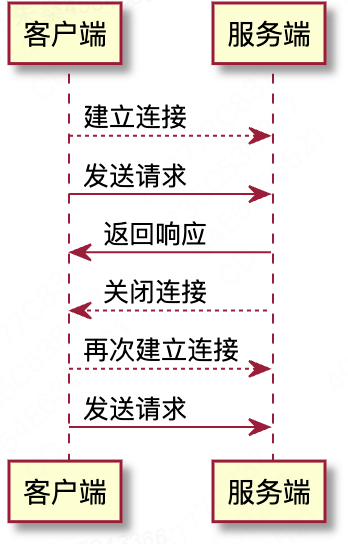 客户端
服务端
建立连接
发送请求
返回响应
关闭连接
再次建立连接
发送请求
客户端
服务端